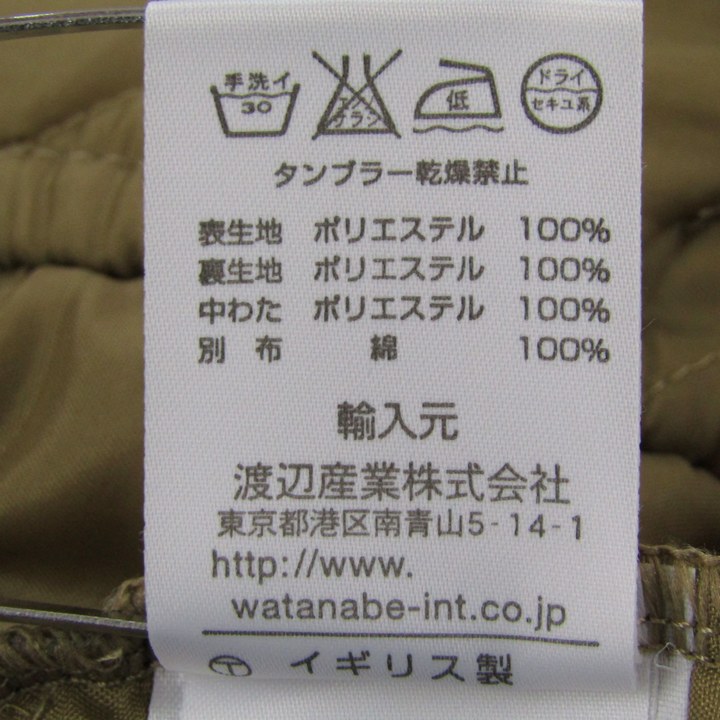 手洗イ エンソ ドライ
30 サラシ 低 セキユ系
タンブラー乾燥禁止
表生地 ポリエステル 100%
裏生地 ポリエステル 100%
中わた ポリエステル 100%
別 布 綿 100%
輸入元
渡辺産業株式会社
東京都港区南青山5-14-1
http://www.
watanabe-int.co.jp
イギリス製